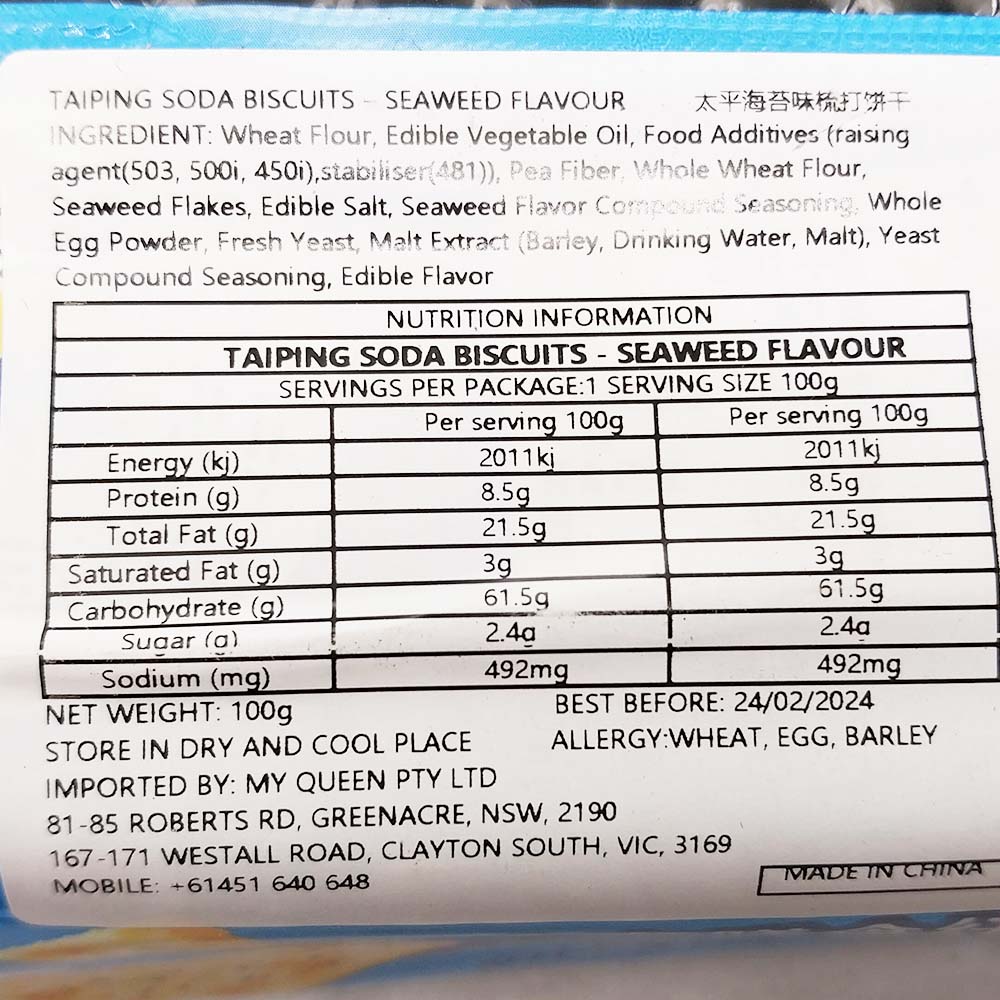 TAIPING SODA BISCUITS - SEAWEED FLAVOUR 太平海苔味梳打饼干
INGREDIENT: Wheat Flour, Edible Vegetable Oil, Food Additives (raising
agent(503, 500i, 450i),stabiliser(481)), Pea Fiber, Whole Wheat Flour,
Seaweed Flakes, Edible Salt, Seaweed Flavor Compound Seasoning, Whole
Egg Powder, Fresh Yeast, Malt Extract (Barley, Drinking Water, Malt), Yeast
Compound Seasoning, Edible Flavor
NUTRITION INFORMATION
TAIPING SODA BISCUITS - SEAWEED FLAVOUR
SERVINGS PER PACKAGE:1 SERVING SIZE 100g
Per serving 100g Per serving 100g
Energy (kj) 2011kj 2011kj
Protein (g) 8.5g 8.5g
Total Fat (g) 21.5g 21.5g
Saturated Fat (g) 3g 3g
Carbohydrate (g) 61.5g 61.5g
Sugar (g) 2.4g 2.4g
Sodium (mg) 492mg 492mg
NET WEIGHT: 100g BEST BEFORE: 24/02/2024
STORE IN DRY AND COOL PLACE ALLERGY:WHEAT, EGG, BARLEY
IMPORTED BY: MY QUEEN PTY LTD
81-85 ROBERTS RD, GREENACRE, NSW, 2190
167-171 WESTALL ROAD, CLAYTON SOUTH, VIC, 3169
MOBILE: +61451 640 648
MADE IN CHINA